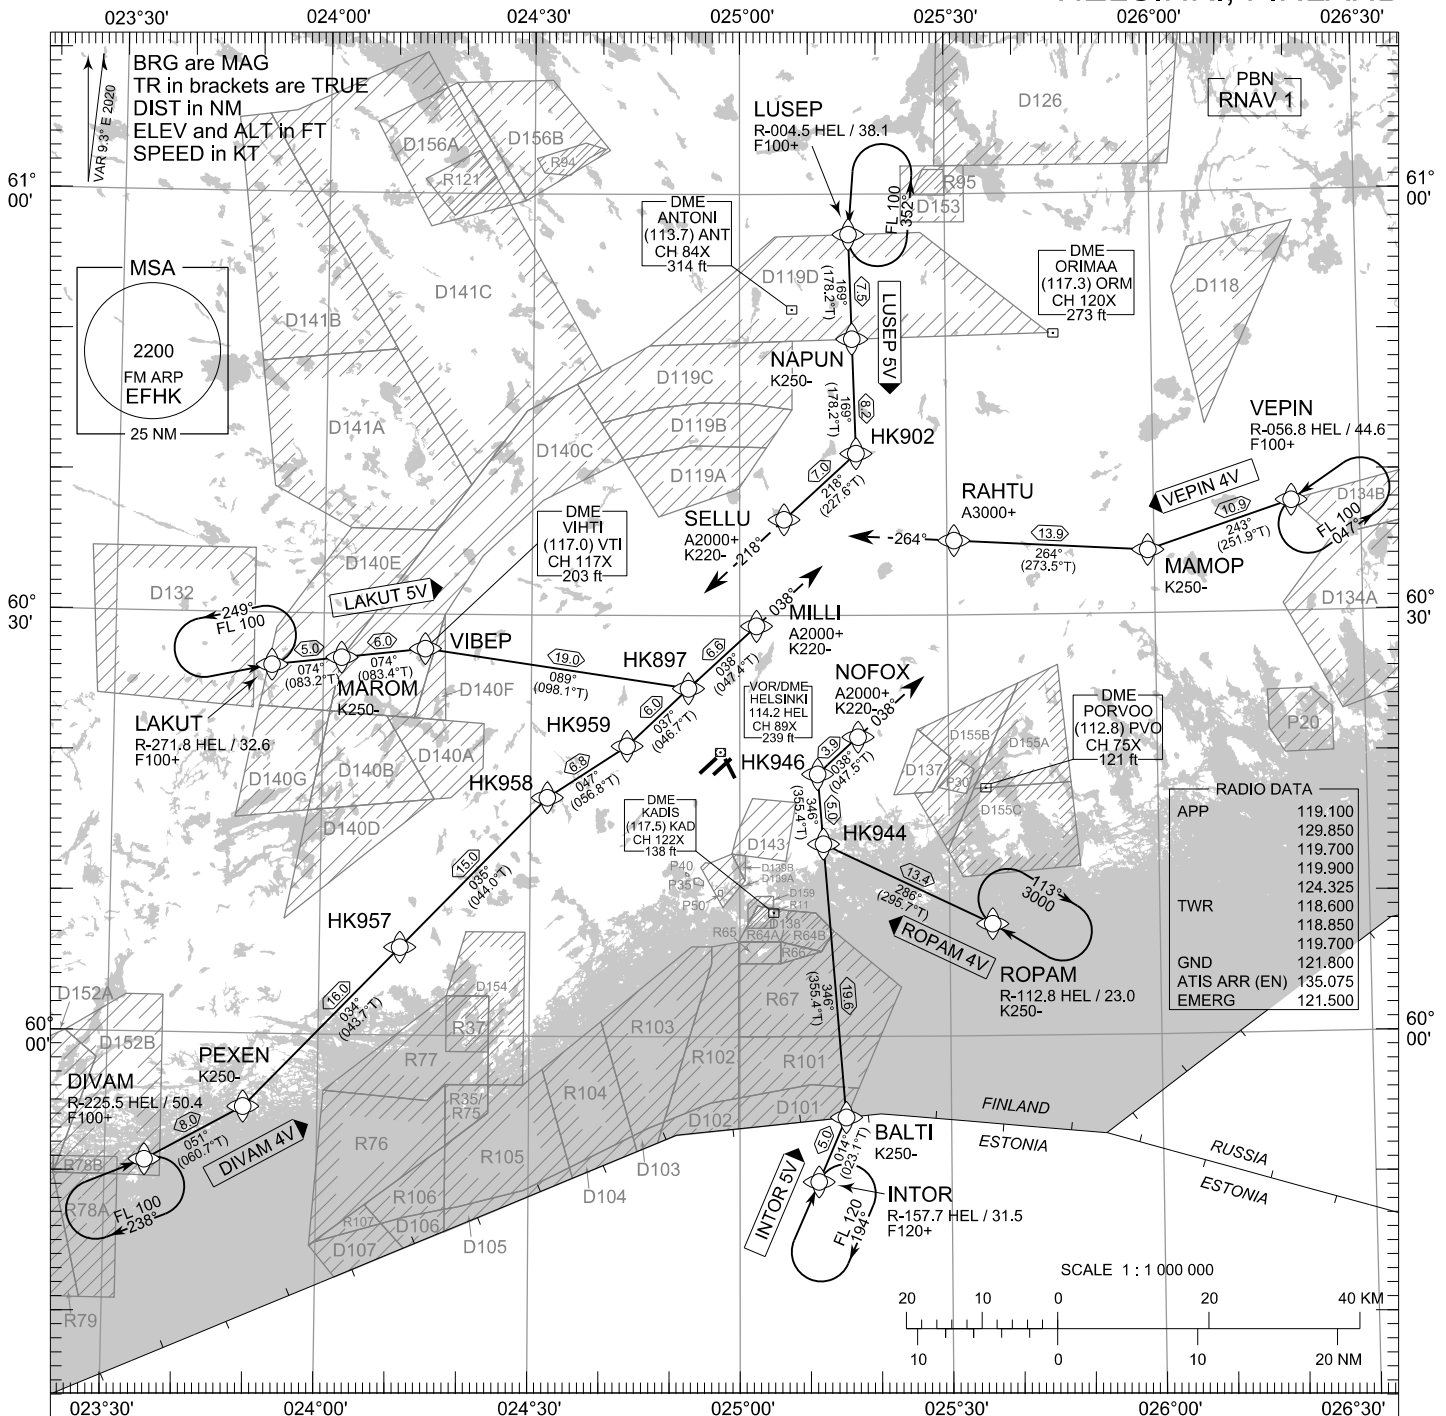 023°30'
024°00'
024°30'
025°00'
025°30'
026°00'
026°30'
BRG are MAG
TR in brackets are TRUE
DIST in NM
ELEV and ALT in FT
SPEED in KT
VAR 9.3° E 2020
PBN
RNAV 1
61°
00'
61°
00'
60°
30'
60°
30'
60°
00'
60°
00'
MSA
2200
FM ARP
EFHK
25 NM
LUSEP
R-004.5 HEL / 38.1
F100+
FL 100
352°
DME
ANTONI
(113.7) ANT
CH 84X
314 ft
DME
ORIMAA
(117.3) ORM
CH 120X
273 ft
D156A
D156B
R94
R121
D126
R95
D153
D118
D119D
D141C
D141B
D141A
D119C
D119B
D119A
D140C
7.5
169°
(178.2°T)
LUSEP 5V
NAPUN
K250-
8.2
169°
(178.2°T)
HK902
7.0
218°
(227.6°T)
SELLU
A2000+
K220-
218°
VEPIN
R-056.8 HEL / 44.6
F100+
VEPIN 4V
10.9
243°
(251.9°T)
FL 100
047°
D134B
D134A
RAHTU
A3000+
264°
13.9
264°
(273.5°T)
MAMOP
K250-
DME
VIHTI
(117.0) VTI
CH 117X
203 ft
D132
D140E
LAKUT 5V
249°
FL 100
5.0
074°
(083.2°T)
6.0
074°
(083.4°T)
VIBEP
MAROM
K250-
LAKUT
R-271.8 HEL / 32.6
F100+
19.0
089°
(098.1°T)
D140F
D140A
D140B
D140G
D140D
HK897
6.6
038°
(047.4°T)
MILLI
A2000+
K220-
038°
HK959
6.0
037°
(046.7°T)
HK958
6.8
047°
(056.8°T)
VOR/DME
HELSINKI
114.2 HEL
CH 89X
239 ft
NOFOX
A2000+
K220-
038°
HK946
3.9
038°
(047.5°T)
5.0
346°
(355.4°T)
HK944
DME
PORVOO
(112.8) PVO
CH 75X
121 ft
D155B
D155A
D155C
D137
P30
P20
DME
KADIS
(117.5) KAD
CH 122X
138 ft
D143
P40
P35
P50
D139B
D139A
D159
R11
D138
R65
R64A
R64B
R66
RADIO DATA
APP 119.100
129.850
119.700
119.900
124.325
TWR 118.600
118.850
119.700
GND 121.800
ATIS ARR (EN) 135.075
EMERG 121.500
13.4
286°
(295.7°T)
113°
3000
ROPAM 4V
ROPAM
R-112.8 HEL / 23.0
K250-
15.0
035°
(044.0°T)
HK957
16.0
034°
(043.7°T)
PEXEN
K250-
DIVAM
R-225.5 HEL / 50.4
F100+
8.0
051°
(060.7°T)
DIVAM 4V
FL 100
238°
D152A
D152B
R78B
R78A
R79
D154
R37
R77
R35/
R75
R76
R103
R102
R67
R101
R104
R105
R106
R107
D101
D102
D103
D104
D105
D106
D107
19.6
346°
(355.4°T)
BALTI
K250-
5.0
014°
(023.1°T)
INTOR 5V
INTOR
R-157.7 HEL / 31.5
F120+
FL 120
194°
FINLAND
ESTONIA
RUSSIA
ESTONIA
SCALE 1 : 1 000 000
20 10 0 20 40 KM
10 0 10 20 NM
023°30'
024°00'
024°30'
025°00'
025°30'
026°00'
026°30'